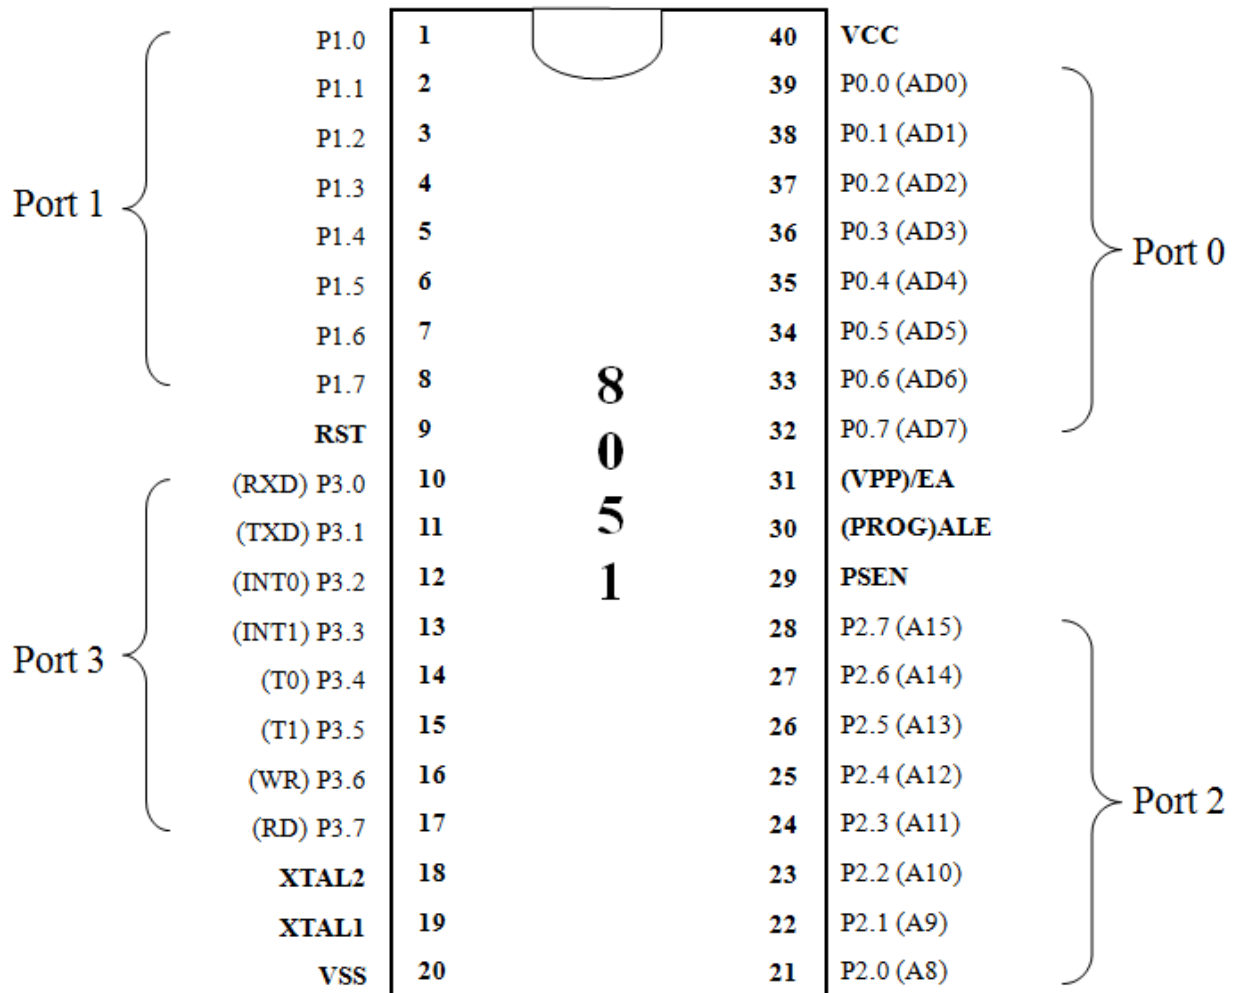 P1.0 1 40 VCC
P1.1 2 39 P0.0 (AD0)
P1.2 3 38 P0.1 (AD1)
P1.3 4 37 P0.2 (AD2)
Port 1
P1.4 5 36 P0.3 (AD3)
Port 0
P1.5 6 35 P0.4 (AD4)
P1.6 7 34 P0.5 (AD5)
P1.7 8 33 P0.6 (AD6)
RST 9 32 P0.7 (AD7)
(RXD) P3.0 10 31 (VPP)/EA
(TXD) P3.1 11 30 (PROG)ALE
(INT0) P3.2 12 29 PSEN
8
0
5
1
(INT1) P3.3 13 28 P2.7 (A15)
Port 3
(T0) P3.4 14 27 P2.6 (A14)
(T1) P3.5 15 26 P2.5 (A13)
(WR) P3.6 16 25 P2.4 (A12)
Port 2
(RD) P3.7 17 24 P2.3 (A11)
XTAL2 18 23 P2.2 (A10)
XTAL1 19 22 P2.1 (A9)
VSS 20 21 P2.0 (A8)